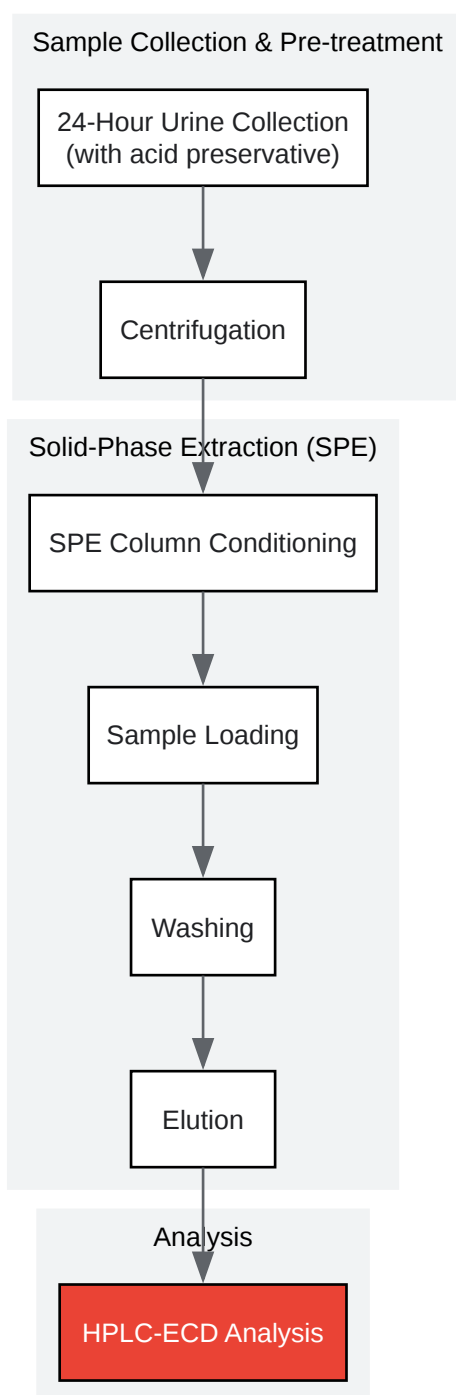 Sample Collection & Pre-treatment
24-Hour Urine Collection
(with acid preservative)
Centrifugation
Solid-Phase Extraction (SPE)
SPE Column Conditioning
Sample Loading
Washing
Elution
Analysis
HPLC-ECD Analysis